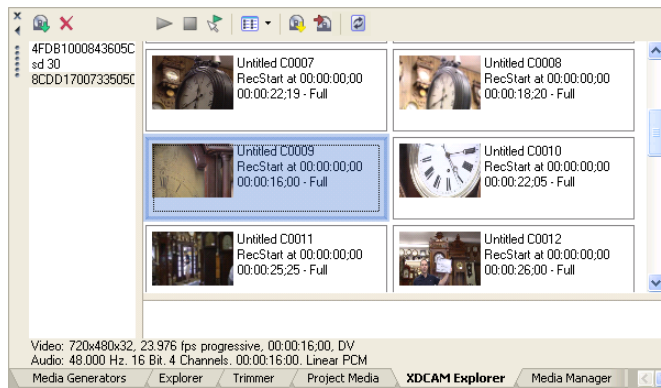 4FDB1000843605C
sd 30
8CDD1700733505C
Untitled C0007
RecStart at 00:00:00;00
00:00:22;19 - Full
Untitled C0008
RecStart at 00:00:00;00
00:00:18;20 - Full
Untitled C0009
RecStart at 00:00:00;00
00:00:16;00 - Full
Untitled C0010
RecStart at 00:00:00;00
00:00:22;05 - Full
Untitled C0011
RecStart at 00:00:00;00
00:00:25;25 - Full
Untitled C0012
RecStart at 00:00:00;00
00:00:26;00 - Full
Video: 720x480x32, 23.976 fps progressive, 00:00:16;00, DV
Audio: 48.000 Hz. 16 Bit. 4 Channels. 00:00:16:00. Linear PCM
Media Generators
Explorer
Trimmer
Project Media
XDCAM Explorer
Media Manager